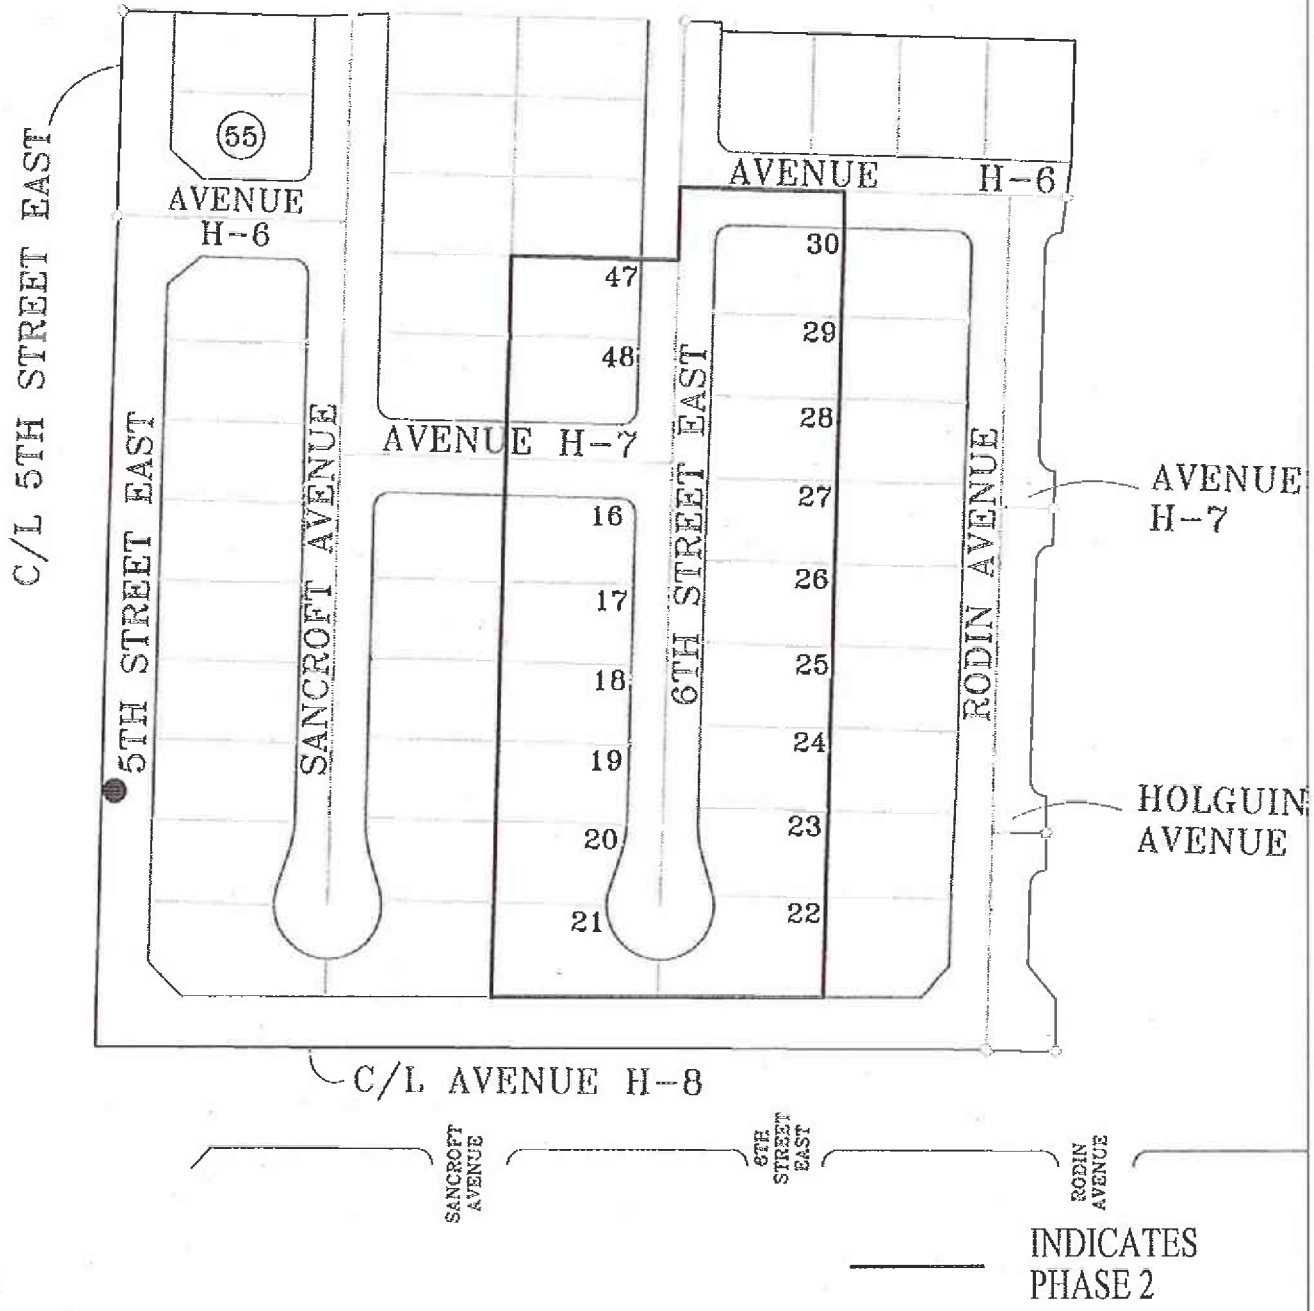 C/L 5TH STREET EAST
55
AVENUE
H-6
AVENUE H-6
30
47
29
48
28
AVENUE H-7
27
16
26
17
25
18
24
19
23
20
22
21
5TH STREET EAST
SANCROFT AVENUE
6TH STREET EAST
RODIN AVENUE
AVENUE
H-7
HOLGUIN
AVENUE
C/L AVENUE H-8
SANCROFT
AVENUE
6TH
STREET
EAST
RODIN
AVENUE
INDICATES
PHASE 2